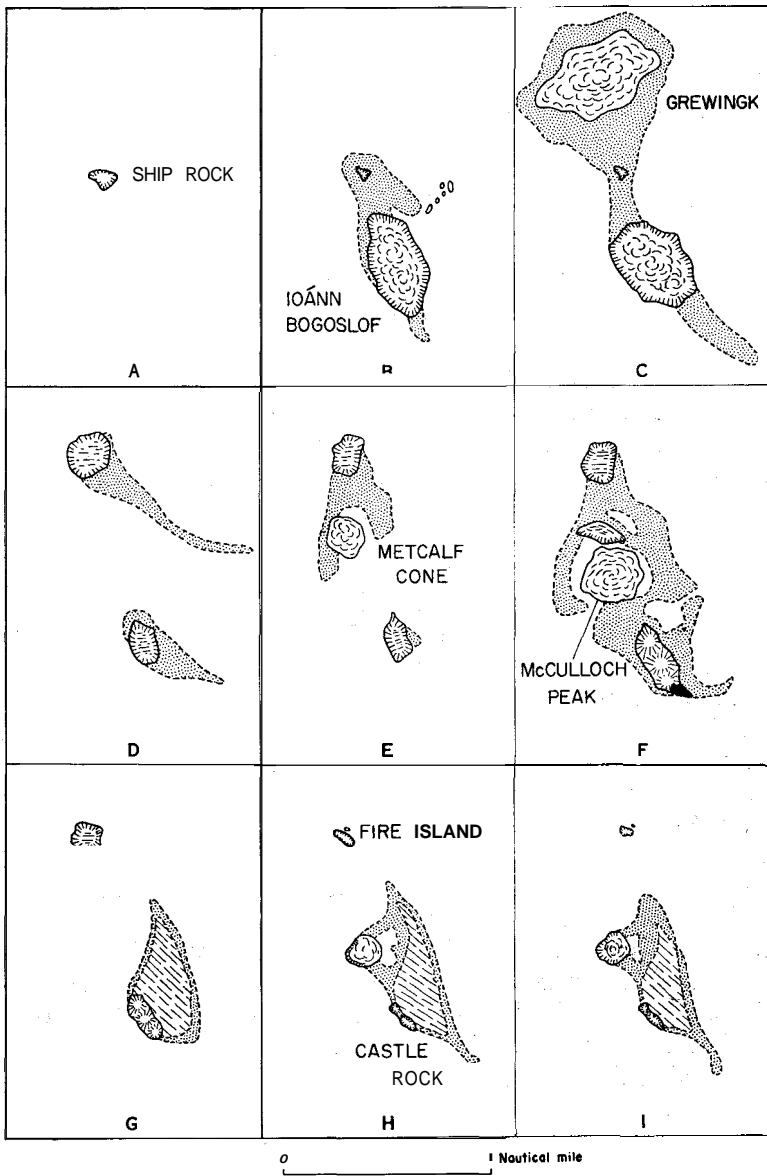 SHIP ROCK
A
IOÁNN
BOGOSLOF
B
GREWINGK
C
D
METCALF
CONE
E
McCULLOCH
PEAK
F
G
FIRE ISLAND
CASTLE
ROCK
H
I
0 1 Nautical mile